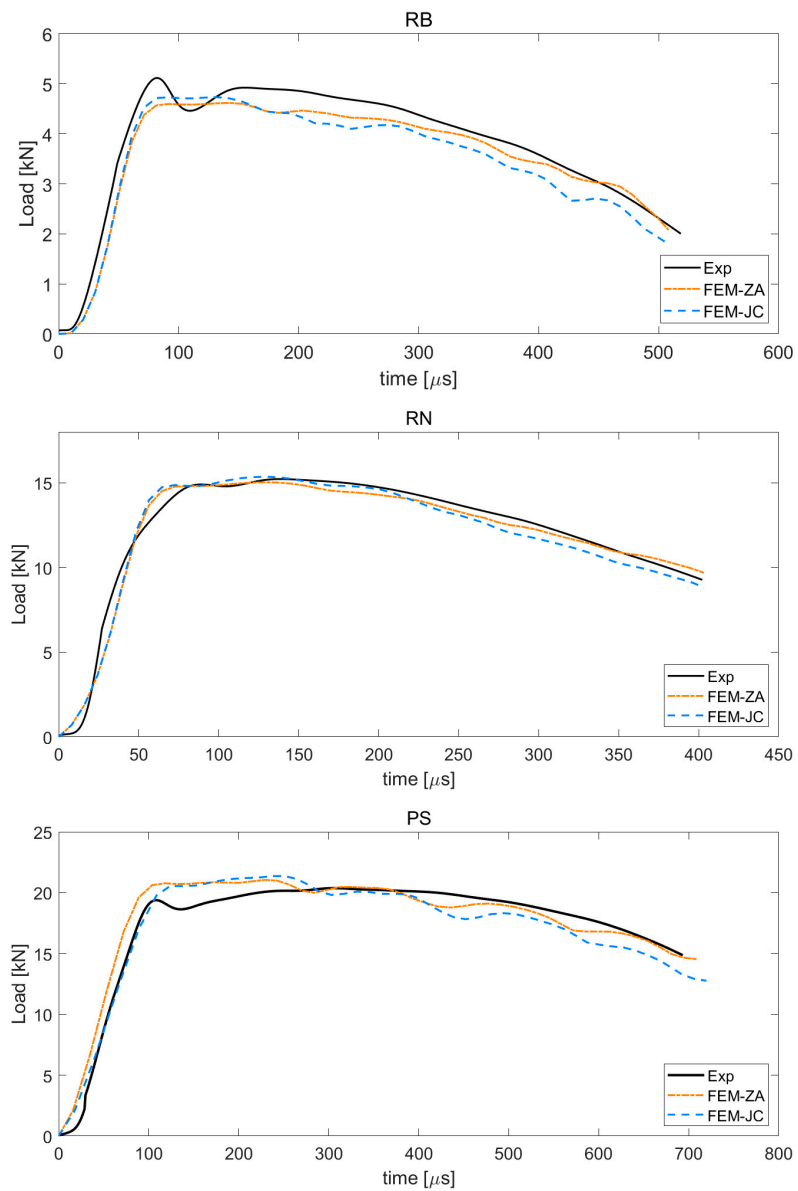 RB
6
5
4
3
2
1
0
Load [kN]
0 100 200 300 400 500 600
time [μs]
Exp
FEM-ZA
FEM-JC
RN
15
10
5
0
Load [kN]
0 50 100 150 200 250 300 350 400 450
time [μs]
Exp
FEM-ZA
FEM-JC
PS
25
20
15
10
5
0
Load [kN]
0 100 200 300 400 500 600 700 800
time [μs]
Exp
FEM-ZA
FEM-JC